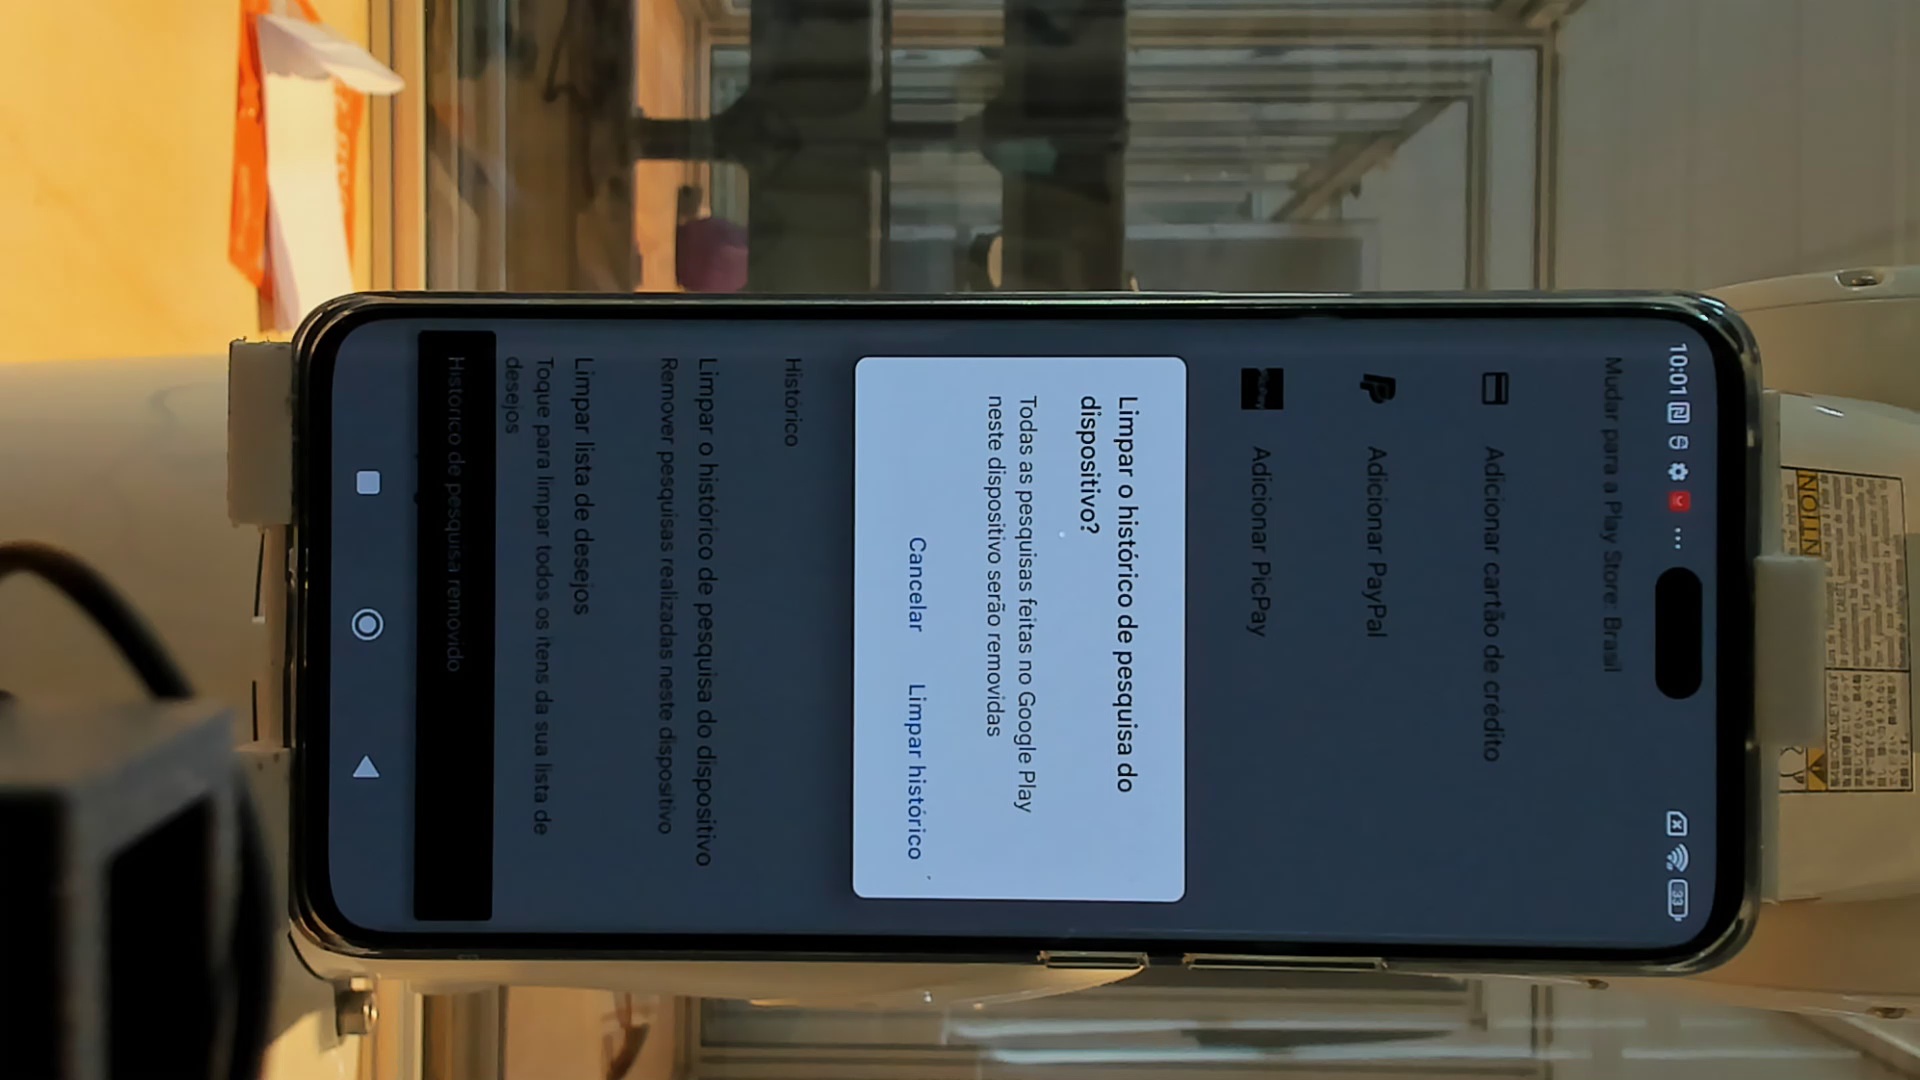 10:01
33
Mudar para a Play Store: Brasil
Adicionar cartão de crédito
Adicionar PayPal
Adicionar PicPay
Limpar o histórico de pesquisa do
dispositivo?
Todas as pesquisas feitas no Google Play
neste dispositivo serão removidas
Cancelar
Limpar histórico
Histórico
Limpar o histórico de pesquisa do dispositivo
Remover pesquisas realizadas neste dispositivo
Limpar lista de desejos
Toque para limpar todos os itens da sua lista de
desejos
Histórico de pesquisa removido